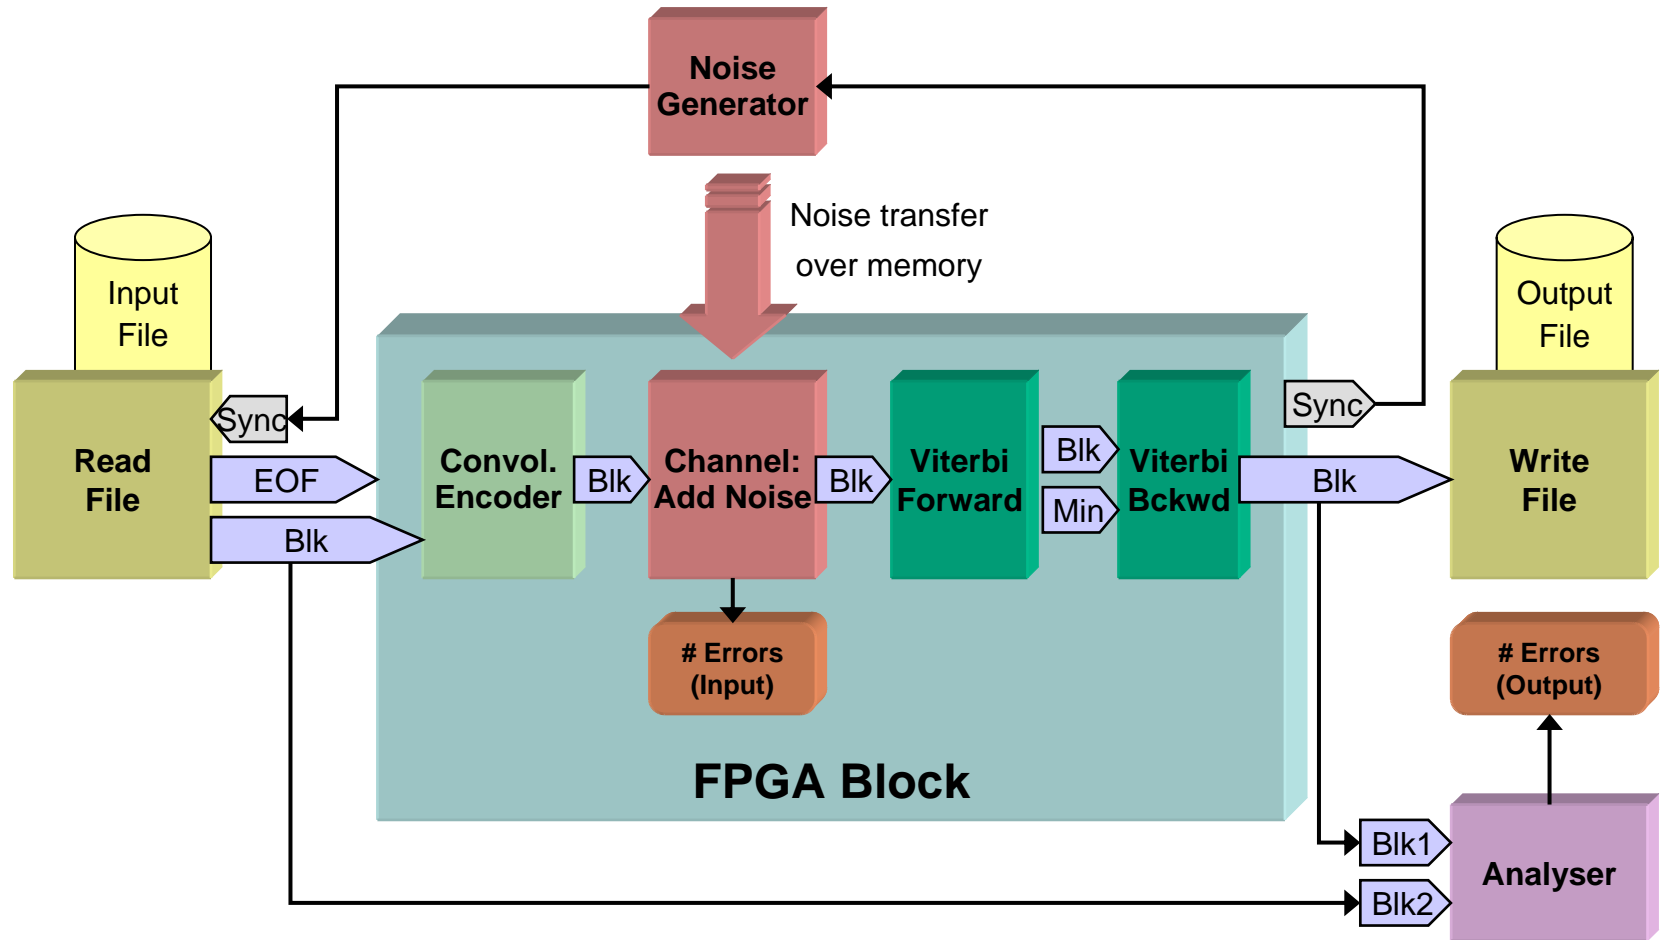 Noise
Generator
Noise transfer
over memory
Input
File
Output
File
Sync
Sync
Read
File
EOF
Blk
Convol.
Encoder
Blk
Channel:
Add Noise
Blk
Viterbi
Forward
Blk
Min
Viterbi
Bckwd
Blk
Write
File
# Errors
(Input)
# Errors
(Output)
FPGA Block
Blk1
Blk2
Analyser